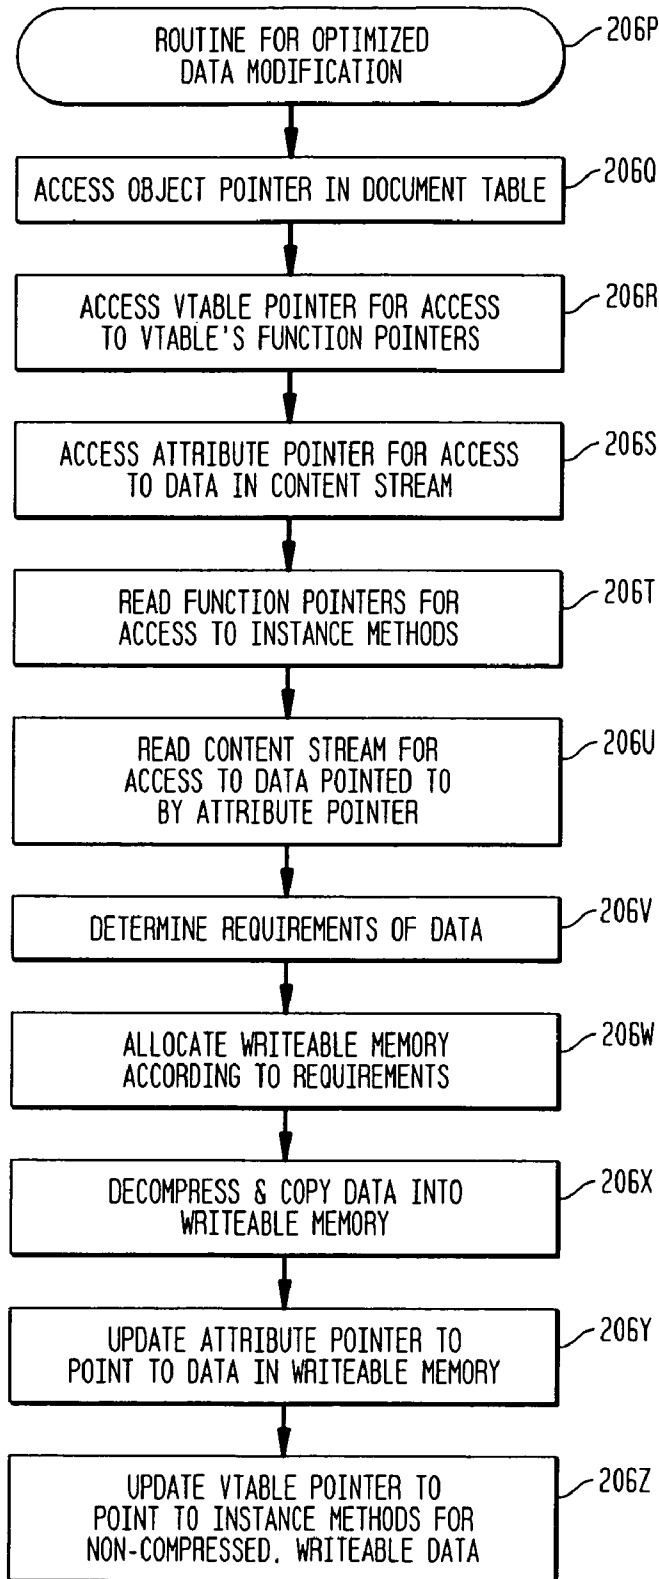 ROUTINE FOR OPTIMIZED
DATA MODIFICATION
206P
ACCESS OBJECT POINTER IN DOCUMENT TABLE
206Q
ACCESS VTABLE POINTER FOR ACCESS
TO VTABLE'S FUNCTION POINTERS
206R
ACCESS ATTRIBUTE POINTER FOR ACCESS
TO DATA IN CONTENT STREAM
206S
READ FUNCTION POINTERS FOR
ACCESS TO INSTANCE METHODS
206T
READ CONTENT STREAM FOR
ACCESS TO DATA POINTED TO
BY ATTRIBUTE POINTER
206U
DETERMINE REQUIREMENTS OF DATA
206V
ALLOCATE WRITEABLE MEMORY
ACCORDING TO REQUIREMENTS
206W
DECOMPRESS & COPY DATA INTO
WRITEABLE MEMORY
206X
UPDATE ATTRIBUTE POINTER TO
POINT TO DATA IN WRITEABLE MEMORY
206Y
UPDATE VTABLE POINTER TO
POINT TO INSTANCE METHODS FOR
NON-COMPRESSED, WRITEABLE DATA
206Z